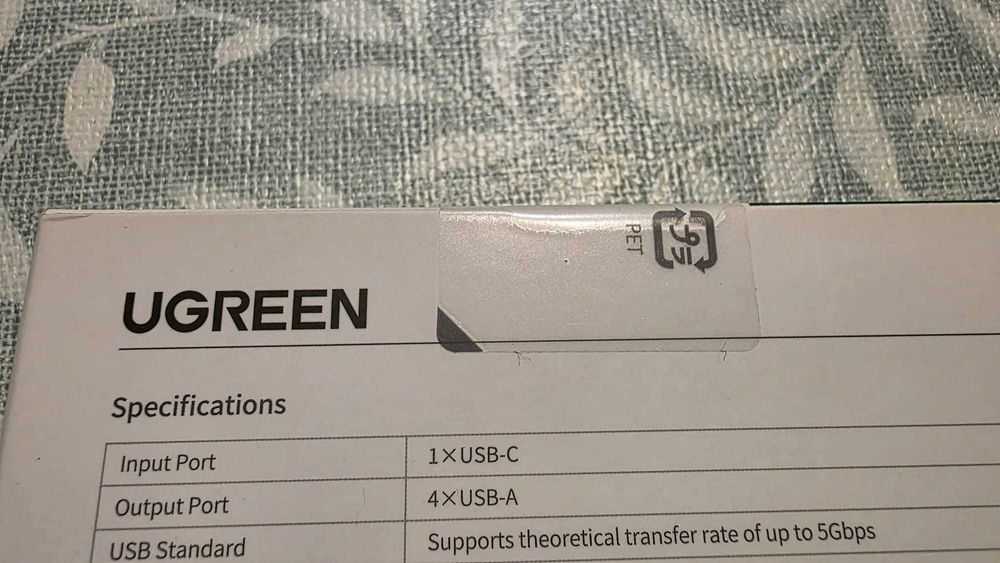 PET
プラ
UGREEN
Specifications
Input Port 1×USB-C
Output Port 4×USB-A
USB Standard Supports theoretical transfer rate of up to 5Gbps